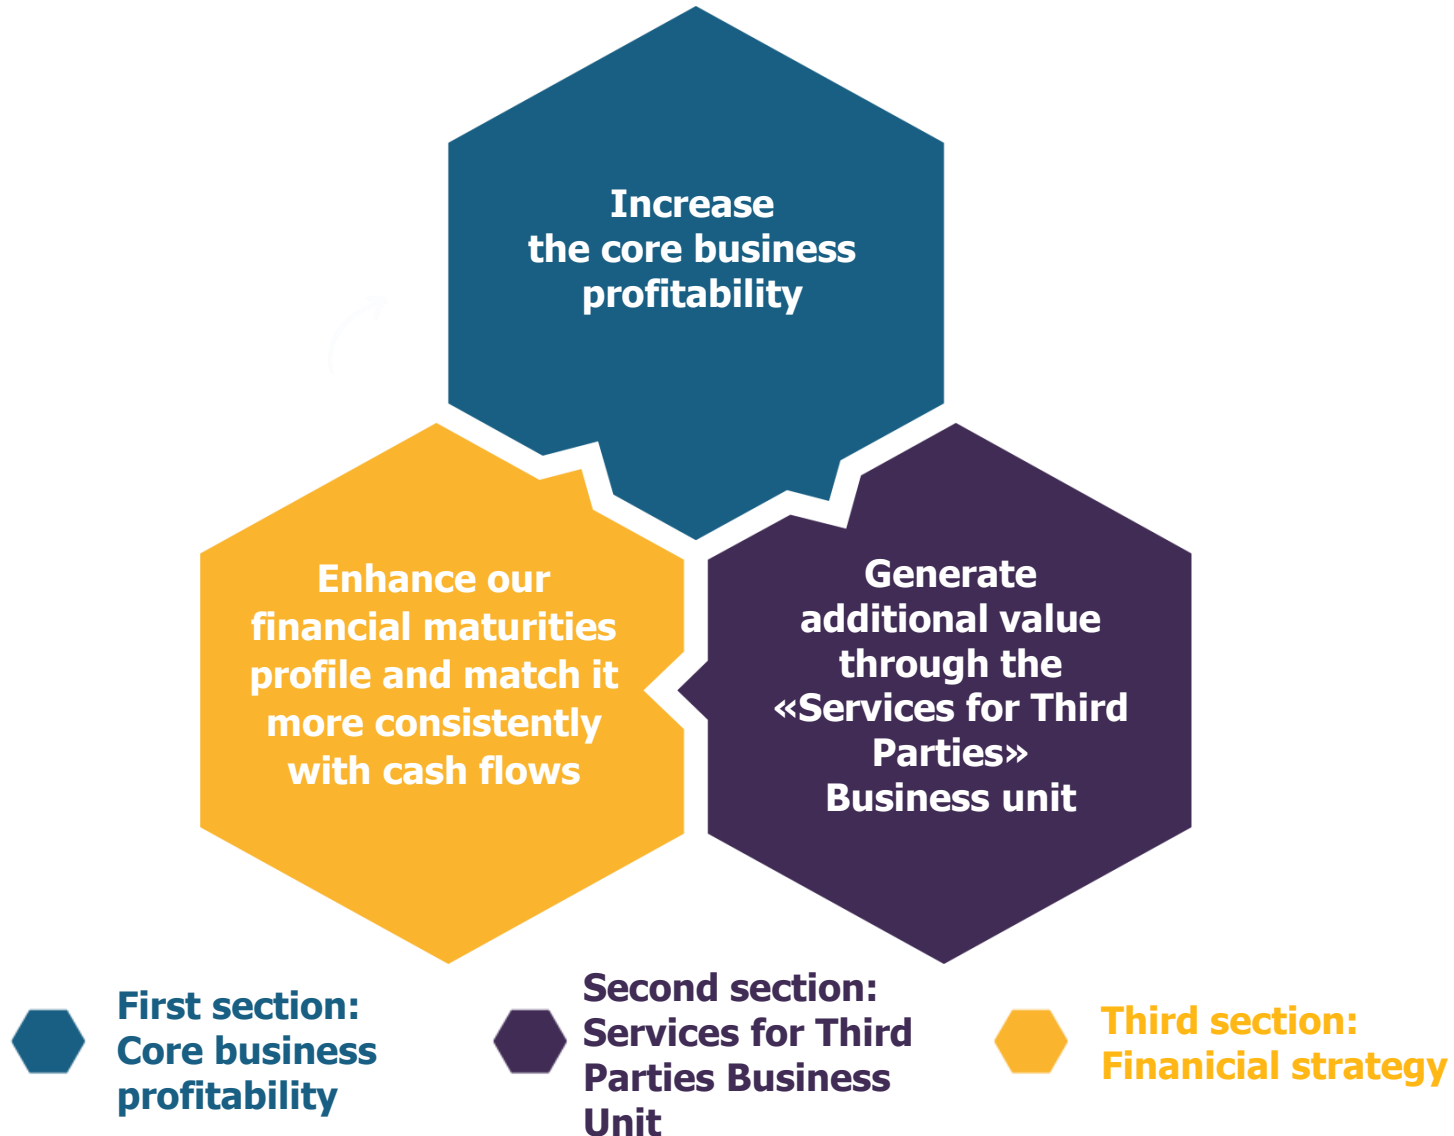 Increase
the core business
profitability
Enhance our
financial maturities
profile and match it
more consistently
with cash flows
Generate
additional value
through the
«Services for Third
Parties»
Business unit
First section:
Core business
profitability
Second section:
Services for Third
Parties Business
Unit
Third section:
Finanicial strategy